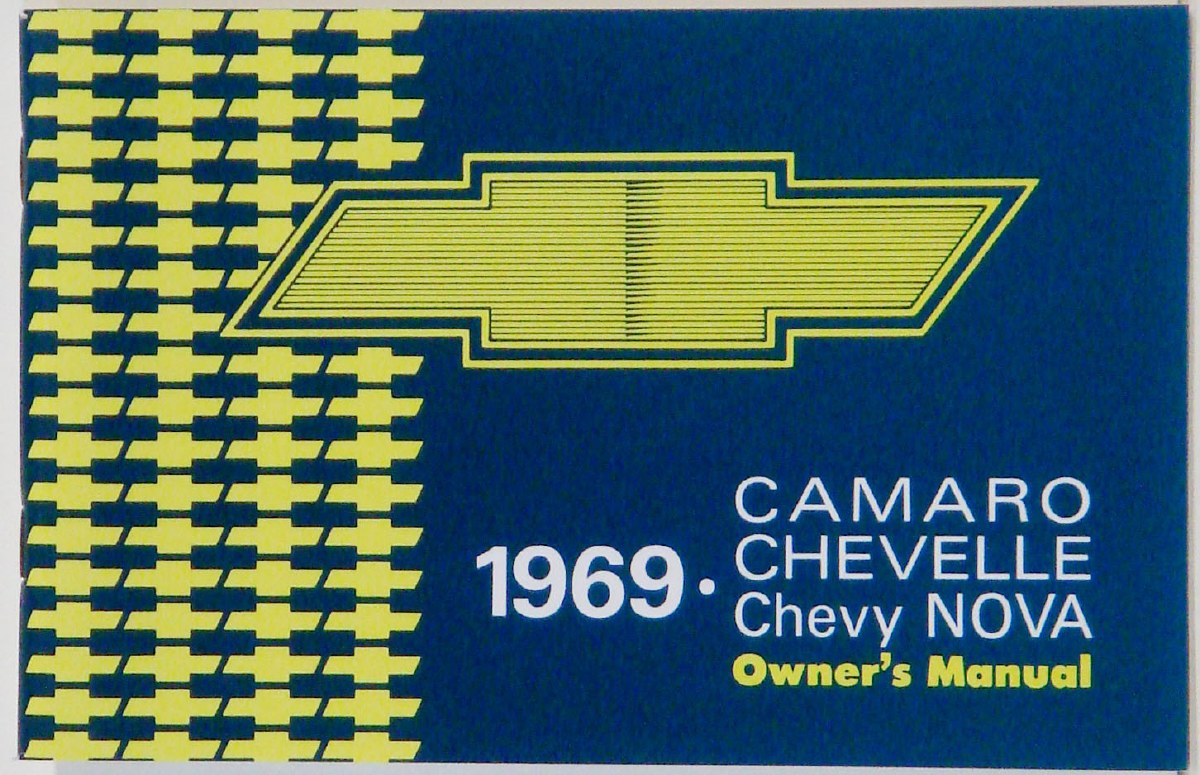 1969 •
CAMARO
CHEVELLE
Chevy NOVA
Owner's Manual